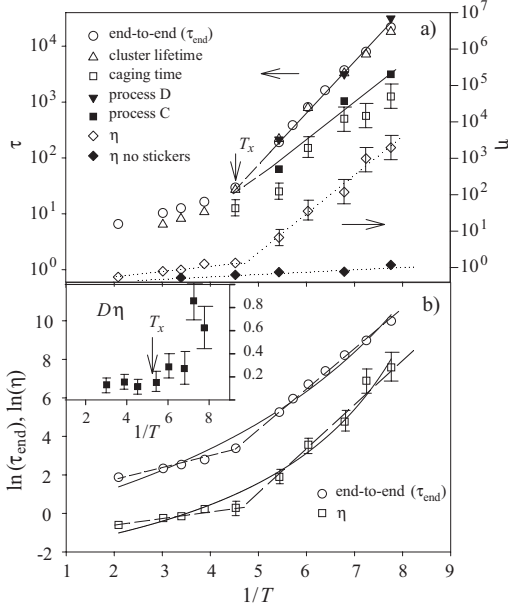 a)
end-to-end (τend)
cluster lifetime
caging time
process D
process C
η
η no stickers
10^4
10^3
10^2
10^1
10^0
τ
10^7
10^6
10^5
10^4
10^3
10^2
10^1
10^0
η
Tx
b)
Dη
Tx
0.8
0.6
0.4
0.2
2 4 6 8
1/T
10
8
6
4
2
0
-2
ln(τend), ln(η)
end-to-end (τend)
η
1 2 3 4 5 6 7 8 9
1/T